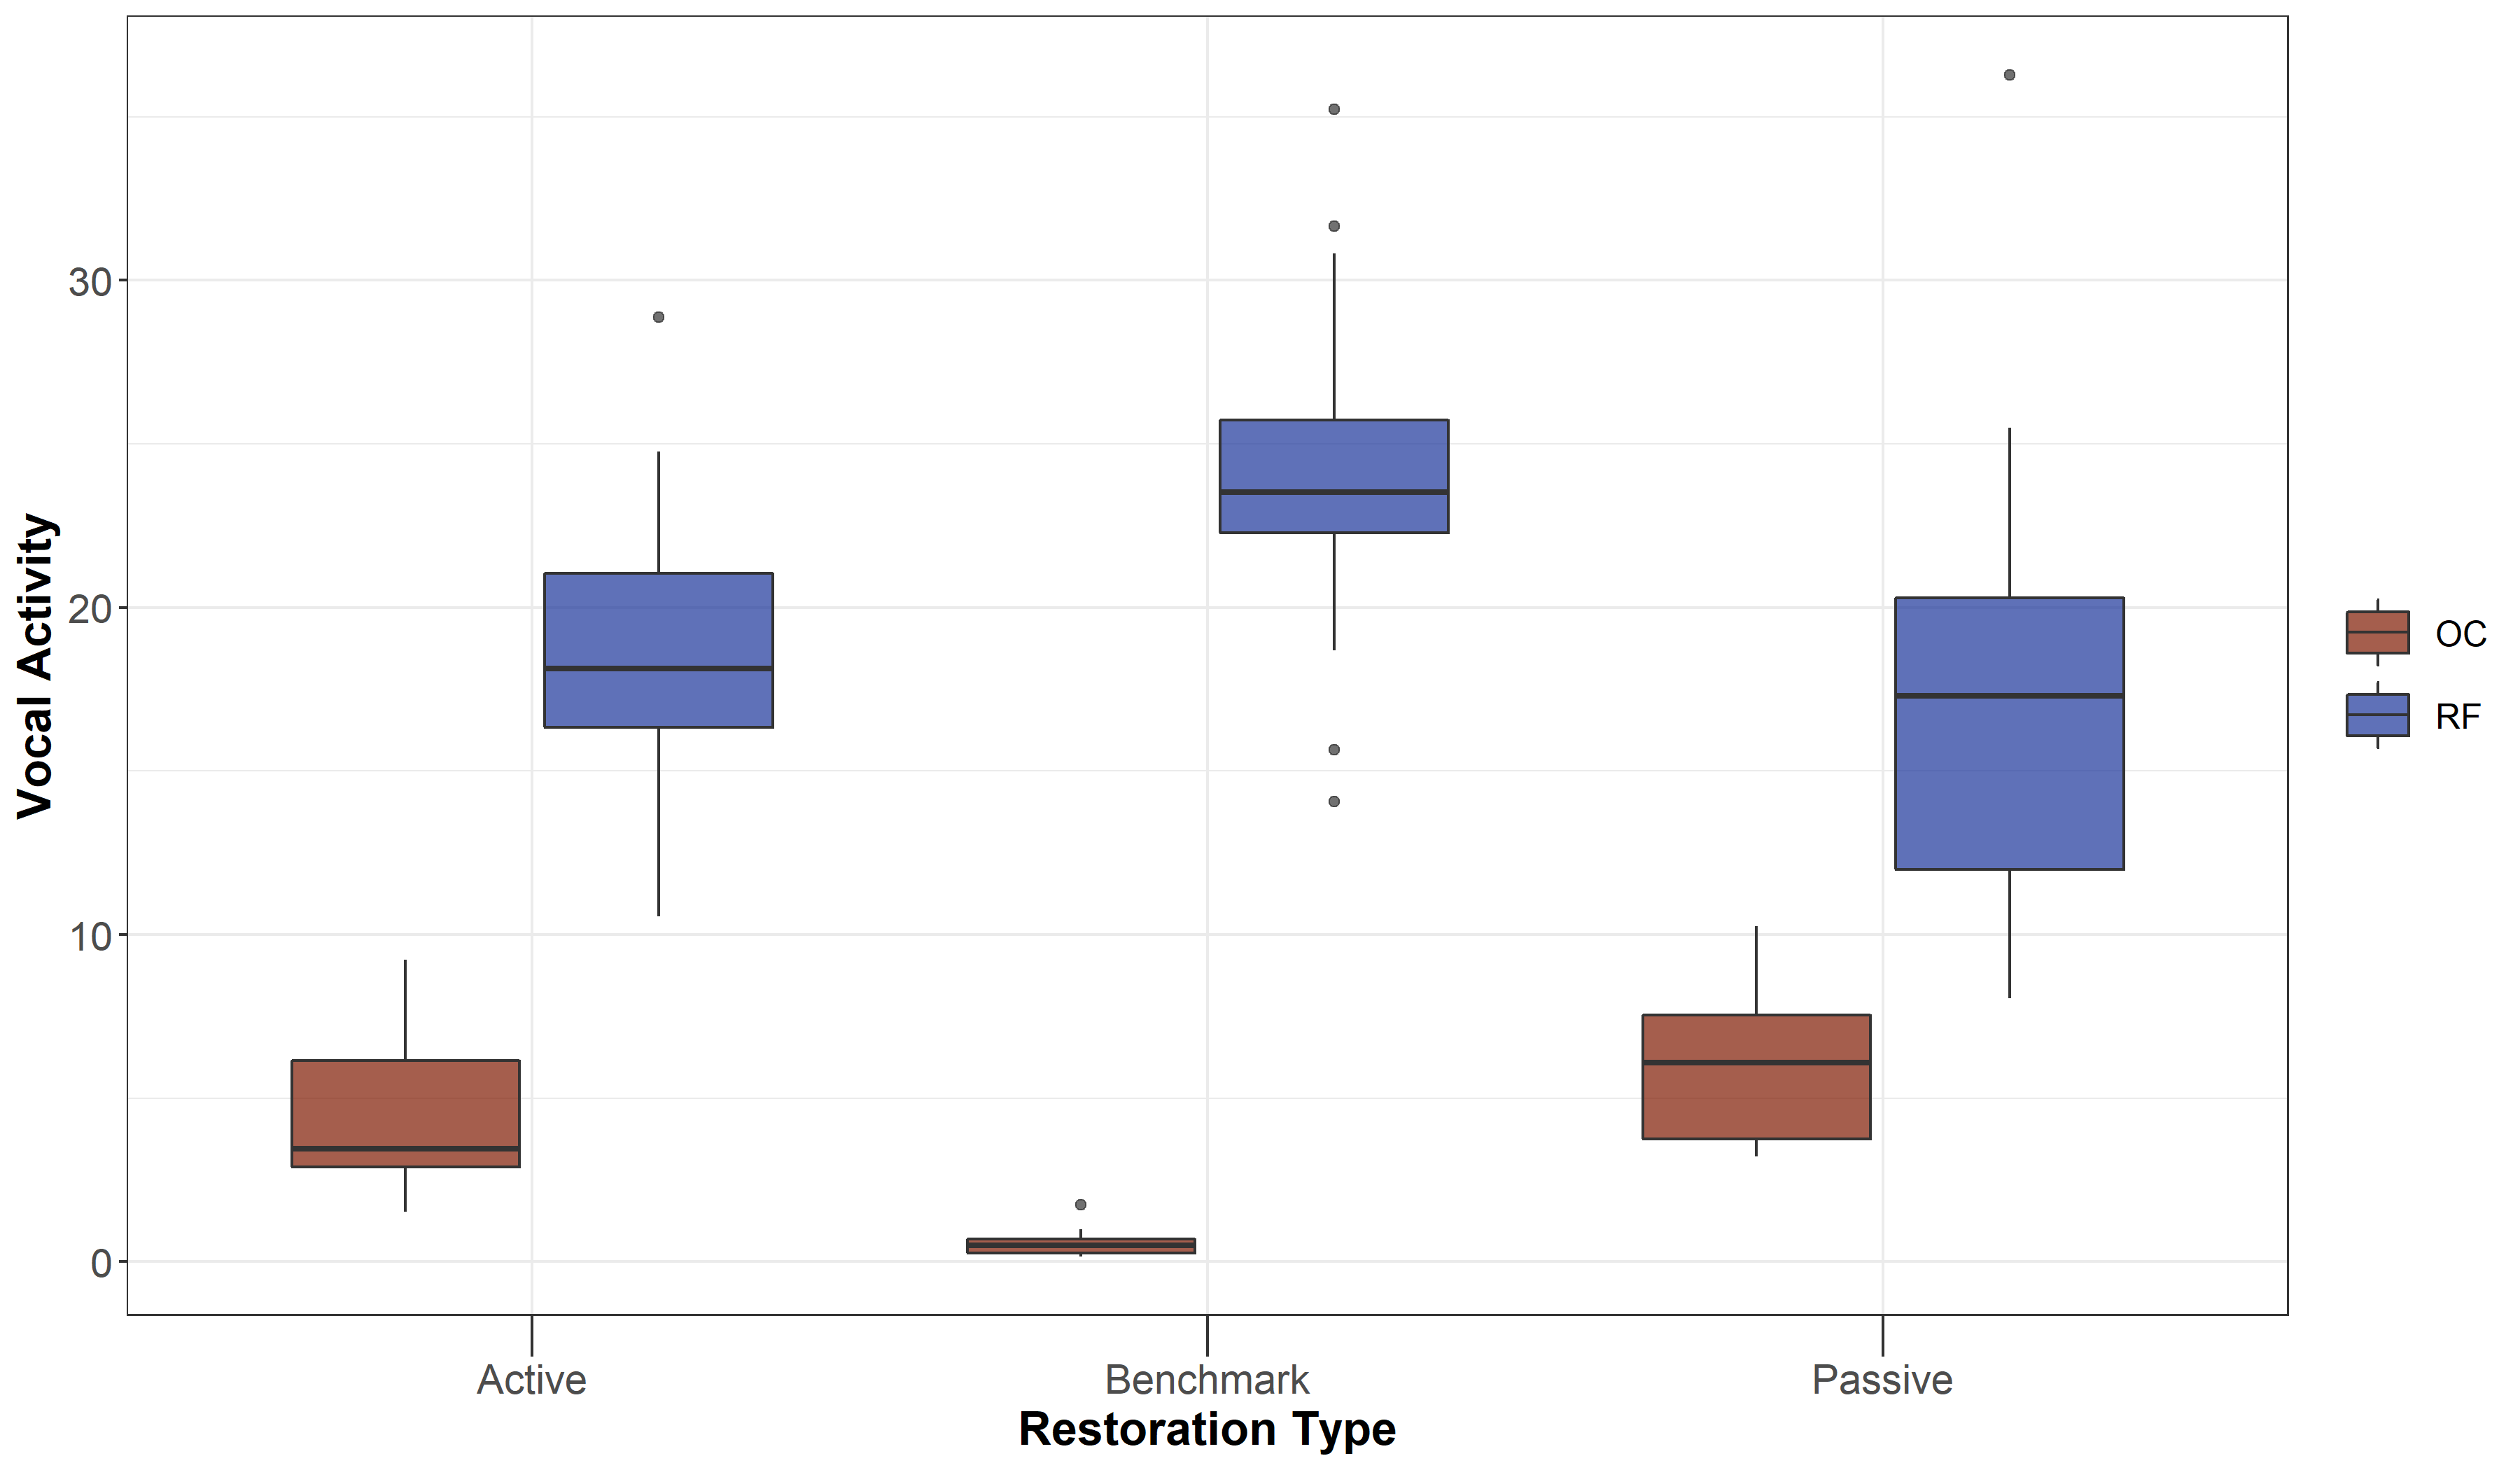 Vocal Activity
30
20
10
0
Active
Benchmark
Passive
Restoration Type
OC
RF